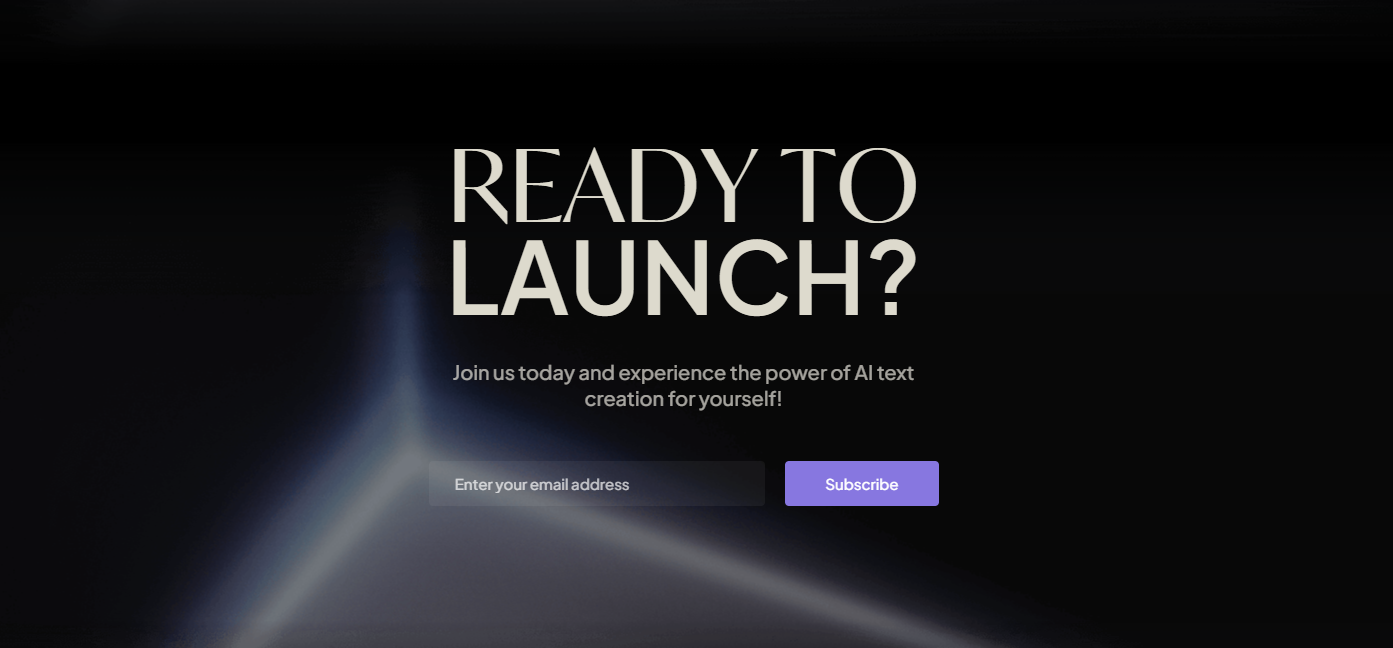 READY TO
LAUNCH?
Join us today and experience the power of AI text
creation for yourself!
Enter your email address
Subscribe